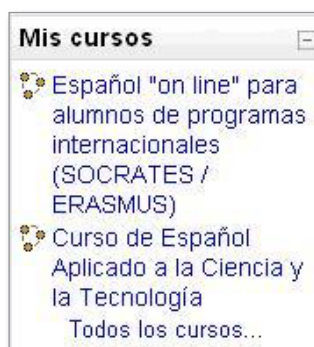 Mis cursos
Español "on line" para
alumnos de programas
internacionales
(SOCRATES /
ERASMUS)
Curso de Español
Aplicado a la Ciencia y
la Tecnología
Todos los cursos...